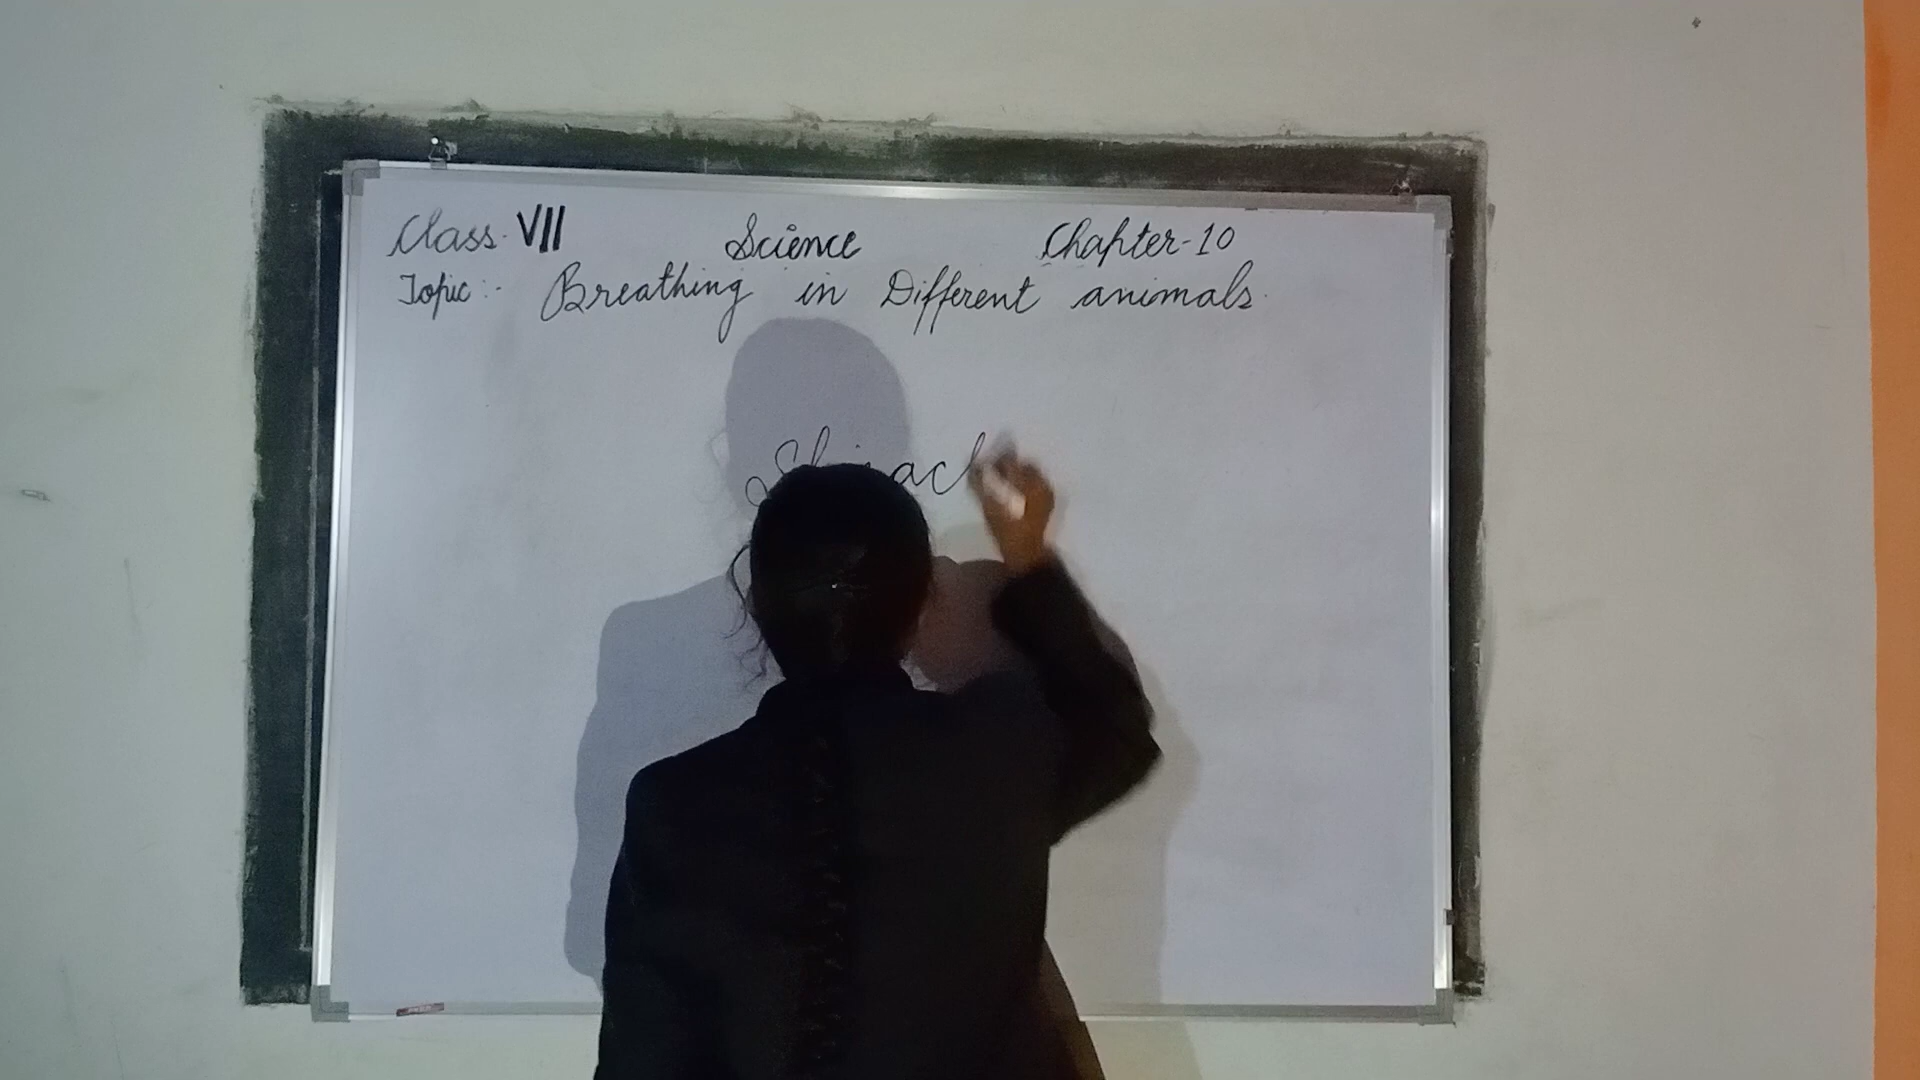 Class- VII Science Chapter-10
Topic:- Breathing in Different animals.